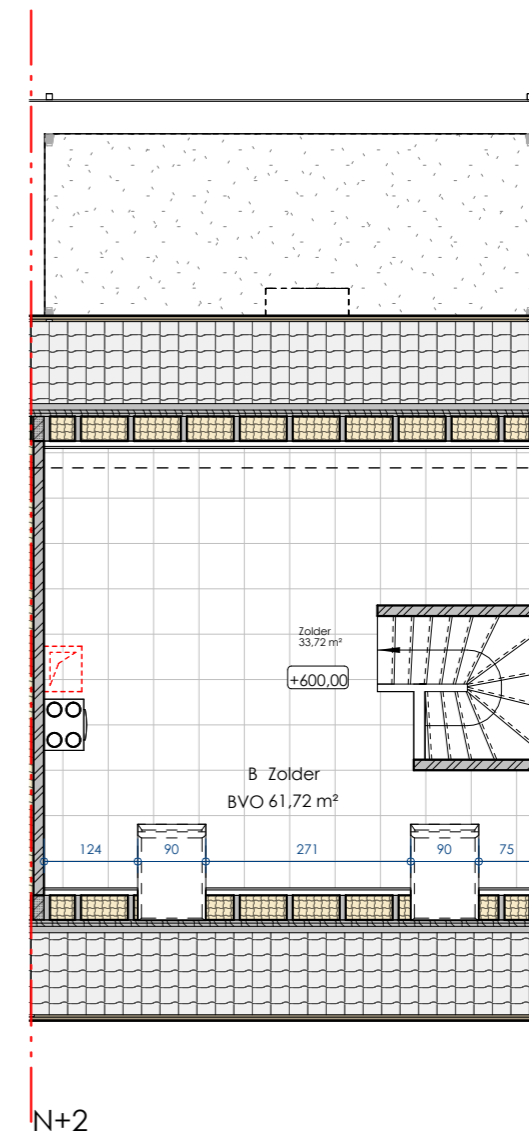 Zolder
33,72 m²
+600,00
B Zolder
BVO 61,72 m²
124 90 271 90 75
N+2